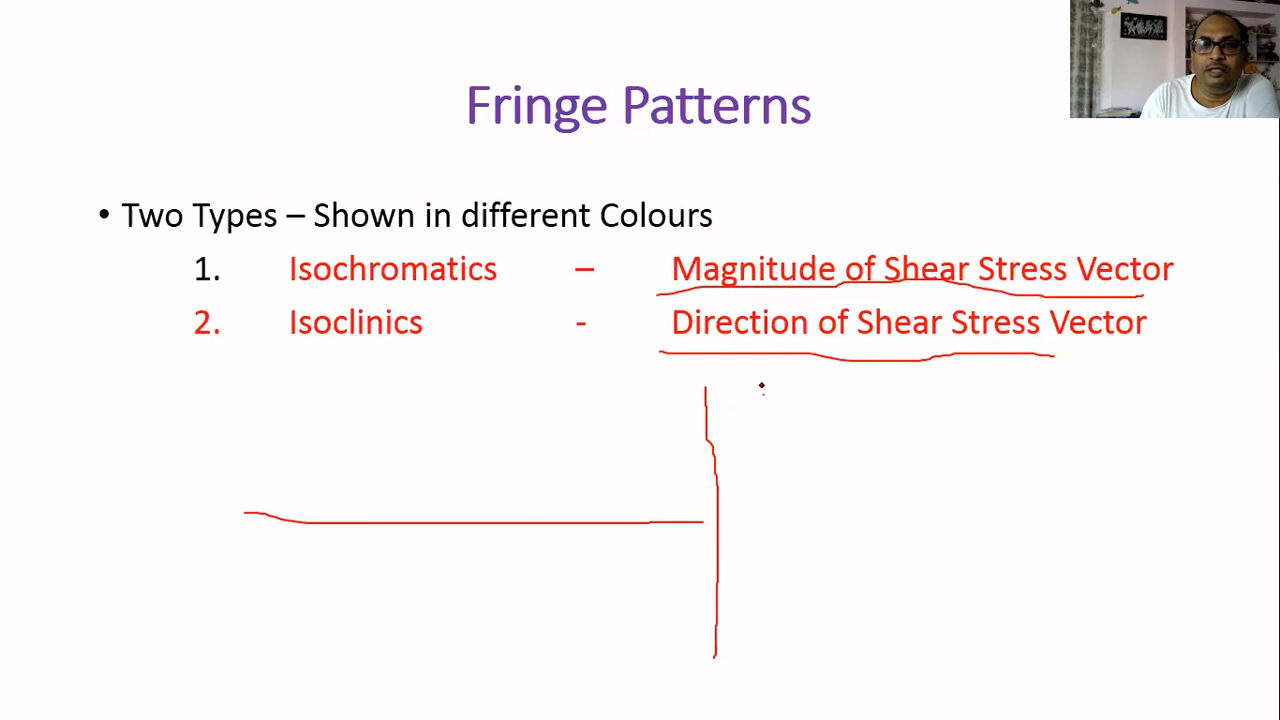 Fringe Patterns
• Two Types – Shown in different Colours
1. Isochromatics – Magnitude of Shear Stress Vector
2. Isoclinics - Direction of Shear Stress Vector